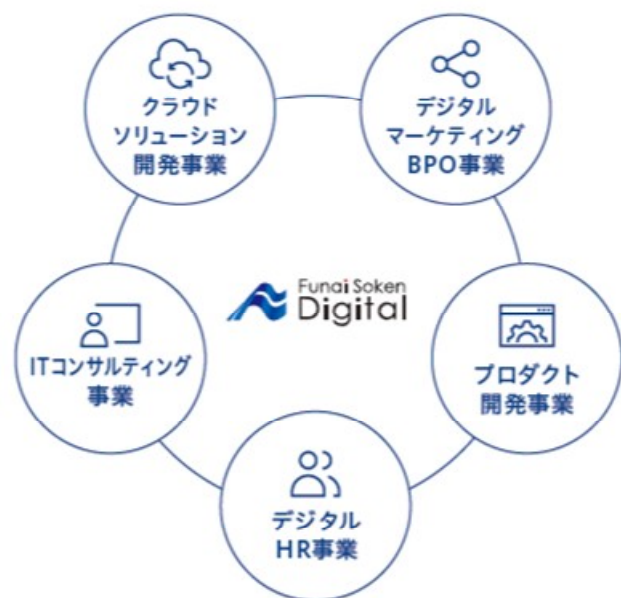 クラウド
ソリューション
開発事業
デジタル
マーケティング
BPO事業
Funai Soken
Digital
ITコンサルティング
事業
プロダクト
開発事業
デジタル
HR事業